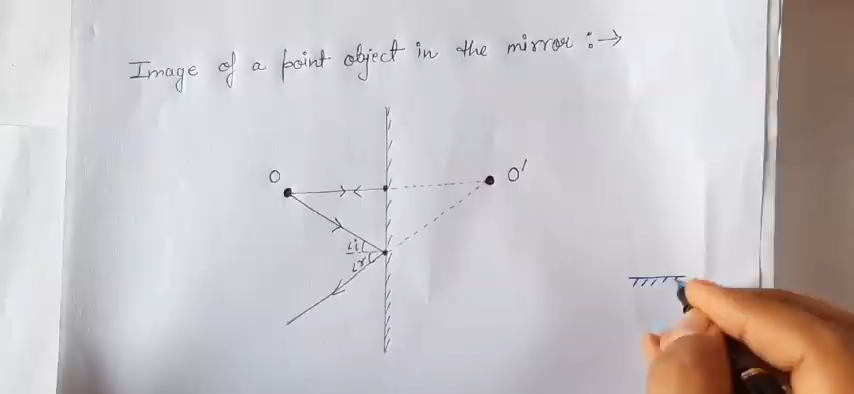 Image of a point object in the mirror :→
O
O'
∠i
∠r